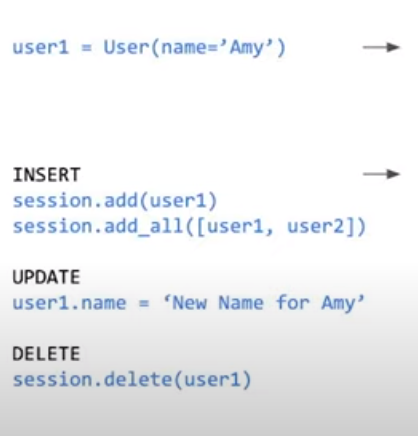 user1 = User(name=’Amy’)
INSERT
session.add(user1)
session.add_all([user1, user2])
UPDATE
user1.name = ‘New Name for Amy’
DELETE
session.delete(user1)